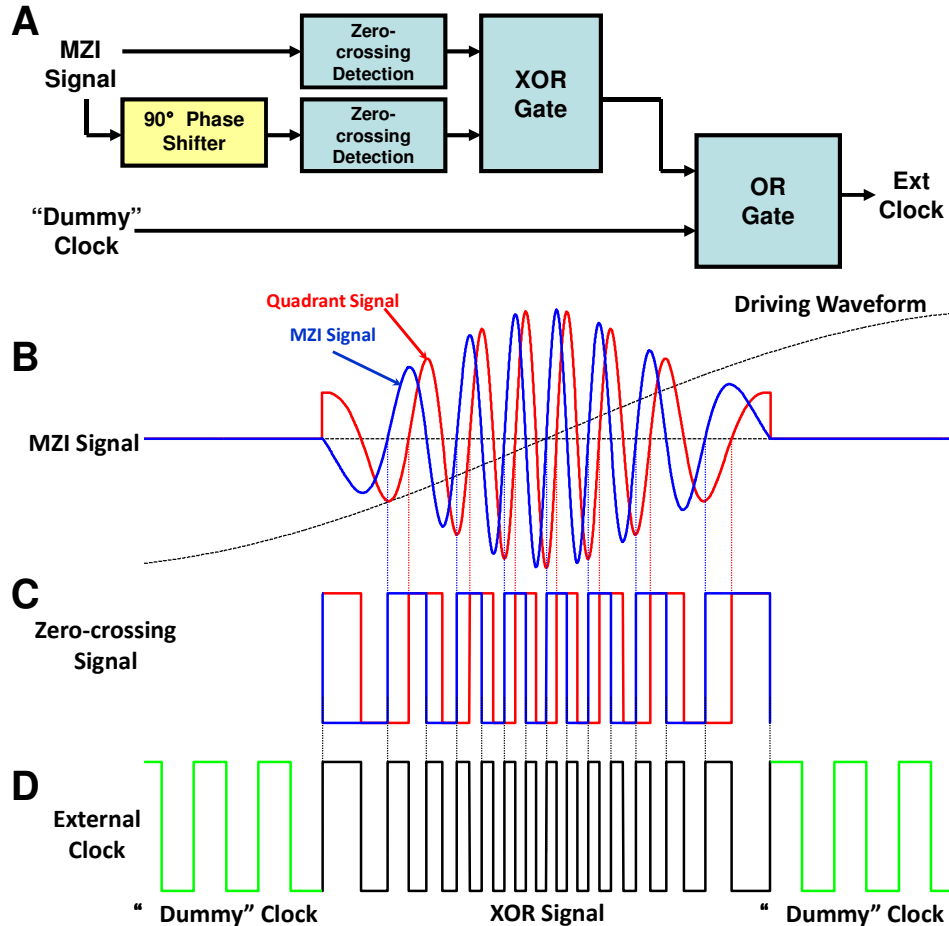 A
MZI
Signal
Zero-
crossing
Detection
XOR
Gate
90° Phase
Shifter
Zero-
crossing
Detection
OR
Gate
Ext
Clock
“Dummy”
Clock
Quadrant Signal
Driving Waveform
MZI Signal
B
MZI Signal
C
Zero-crossing
Signal
D
External
Clock
“ Dummy” Clock
XOR Signal
“ Dummy” Clock